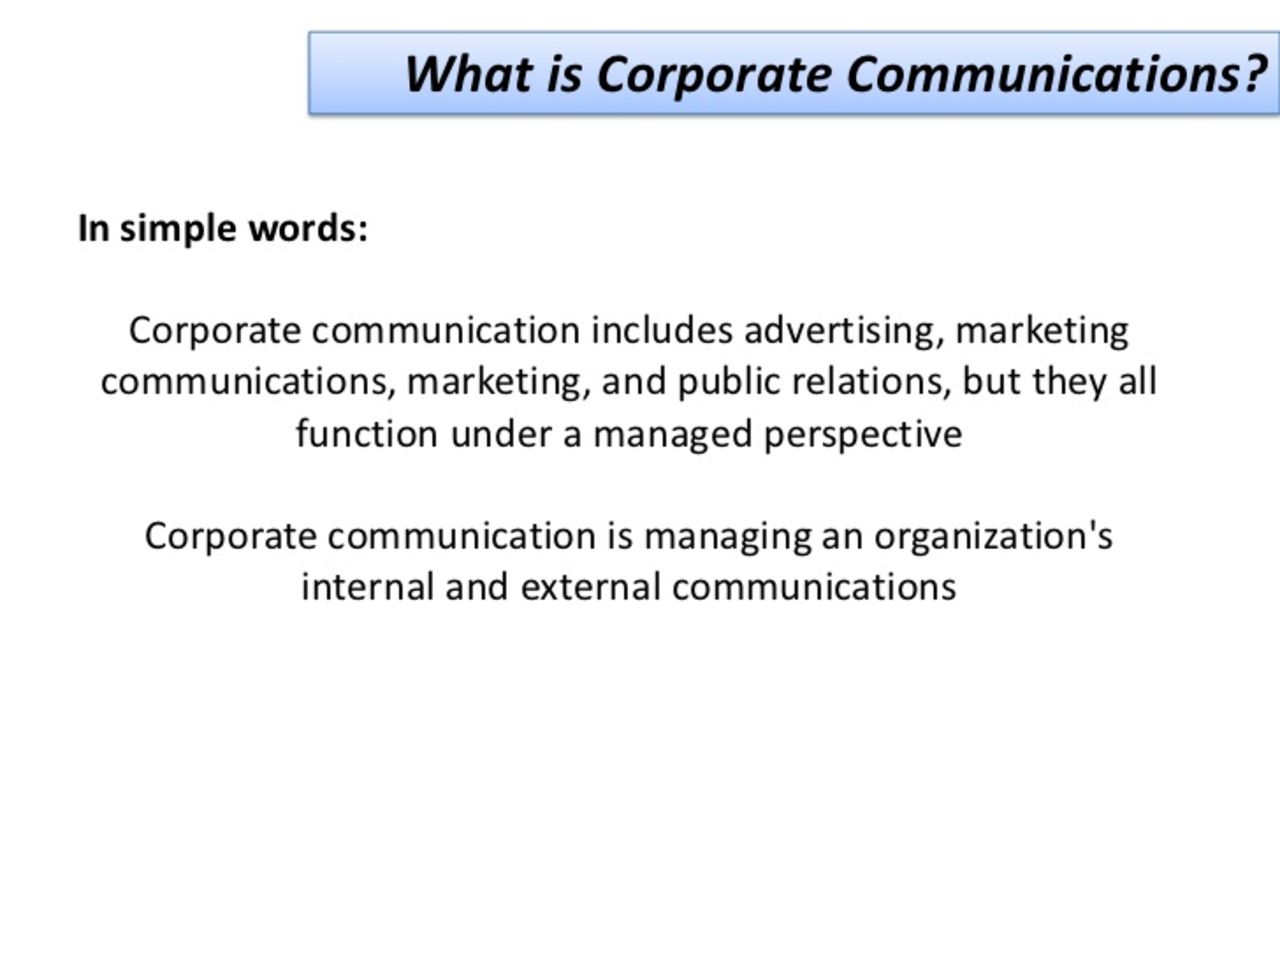 What is Corporate Communications?
In simple words:
Corporate communication includes advertising, marketing
communications, marketing, and public relations, but they all
function under a managed perspective
Corporate communication is managing an organization's
internal and external communications